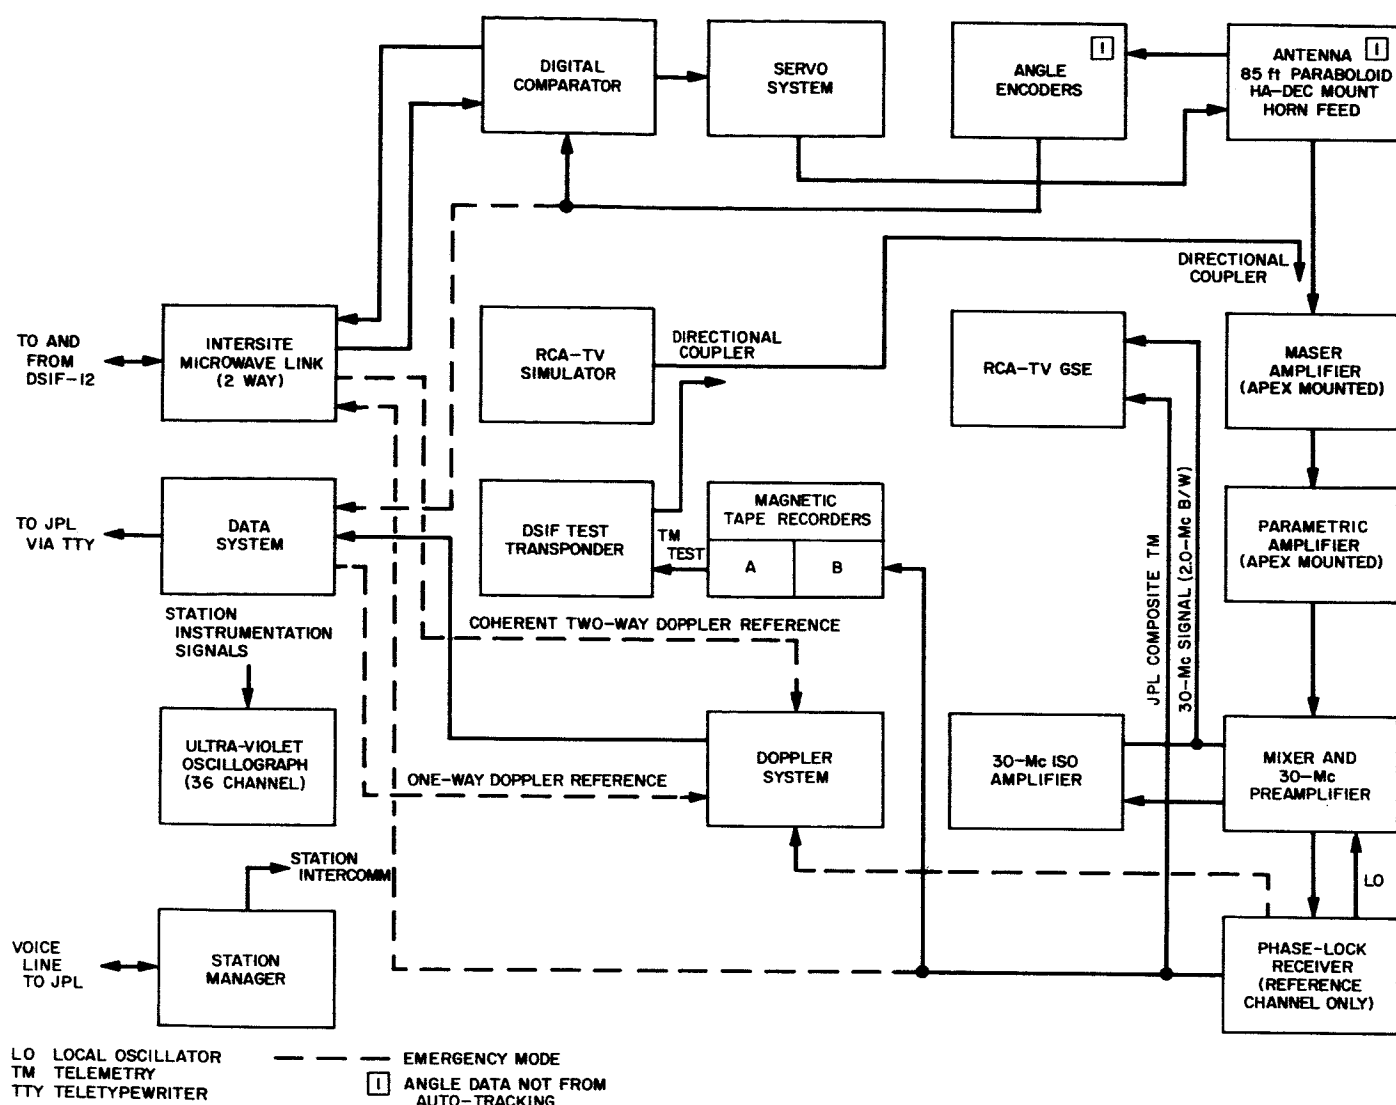 DIGITAL
COMPARATOR
SERVO
SYSTEM
ANGLE
ENCODERS
1
ANTENNA
1
85 ft PARABOLOID
HA-DEC MOUNT
HORN FEED
DIRECTIONAL
COUPLER
TO AND
FROM
DSIF-12
INTERSITE
MICROWAVE LINK
(2 WAY)
RCA-TV
SIMULATOR
DIRECTIONAL
COUPLER
RCA-TV GSE
MASER
AMPLIFIER
(APEX MOUNTED)
TO JPL
VIA TTY
DATA
SYSTEM
DSIF TEST
TRANSPONDER
TM
TEST
MAGNETIC
TAPE RECORDERS
A
B
JPL COMPOSITE TM
30-Mc SIGNAL (2.0-Mc B/W)
PARAMETRIC
AMPLIFIER
(APEX MOUNTED)
STATION
INSTRUMENTATION
SIGNALS
COHERENT TWO-WAY DOPPLER REFERENCE
ULTRA-VIOLET
OSCILLOGRAPH
(36 CHANNEL)
ONE-WAY DOPPLER REFERENCE
DOPPLER
SYSTEM
30-Mc ISO
AMPLIFIER
MIXER AND
30-Mc
PREAMPLIFIER
STATION
INTERCOMM
LO
VOICE
LINE
TO JPL
STATION
MANAGER
PHASE-LOCK
RECEIVER
(REFERENCE
CHANNEL ONLY)
LO LOCAL OSCILLATOR
TM TELEMETRY
TTY TELETYPEWRITER
EMERGENCY MODE
1 ANGLE DATA NOT FROM
AUTO-TRACKING